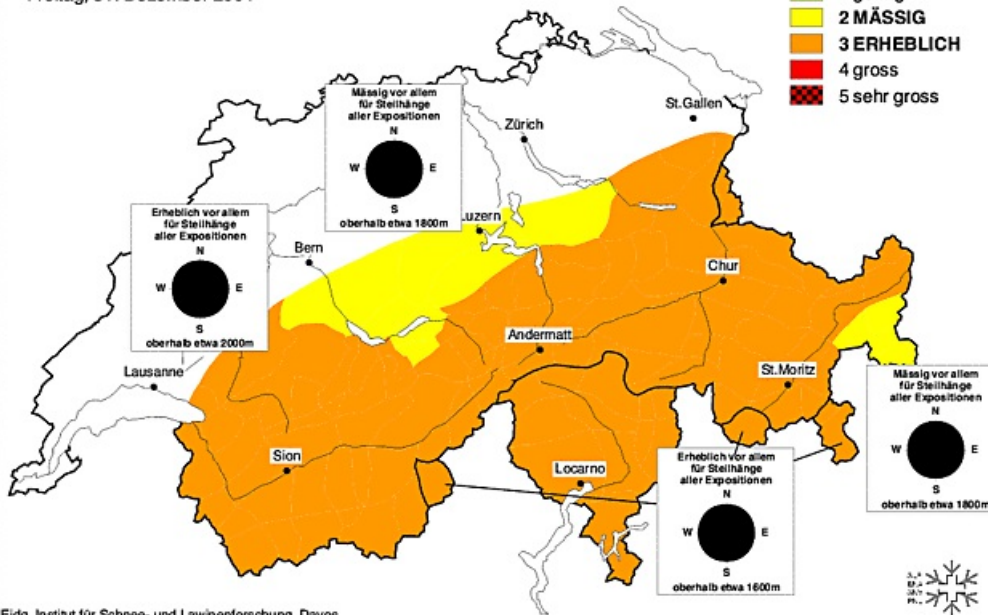 2 MÄSSIG
3 ERHEBLICH
4 gross
5 sehr gross
St.Gallen
Zürich
Mässig vor allem
für Steilhänge
aller Expositionen
N
W E
S
oberhalb etwa 1800m
Erheblich vor allem
für Steilhänge
aller Expositionen
N
W E
S
oberhalb etwa 2000m
Luzern
Bern
Chur
Andermatt
Lausanne
St.Moritz
Mässig vor allem
für Steilhänge
aller Expositionen
N
W E
S
oberhalb etwa 1800m
Sion
Locarno
Erheblich vor allem
für Steilhänge
aller Expositionen
N
W E
S
oberhalb etwa 1600m
Eidg. Institut für Schnee- und Lawinenforschung, Davos